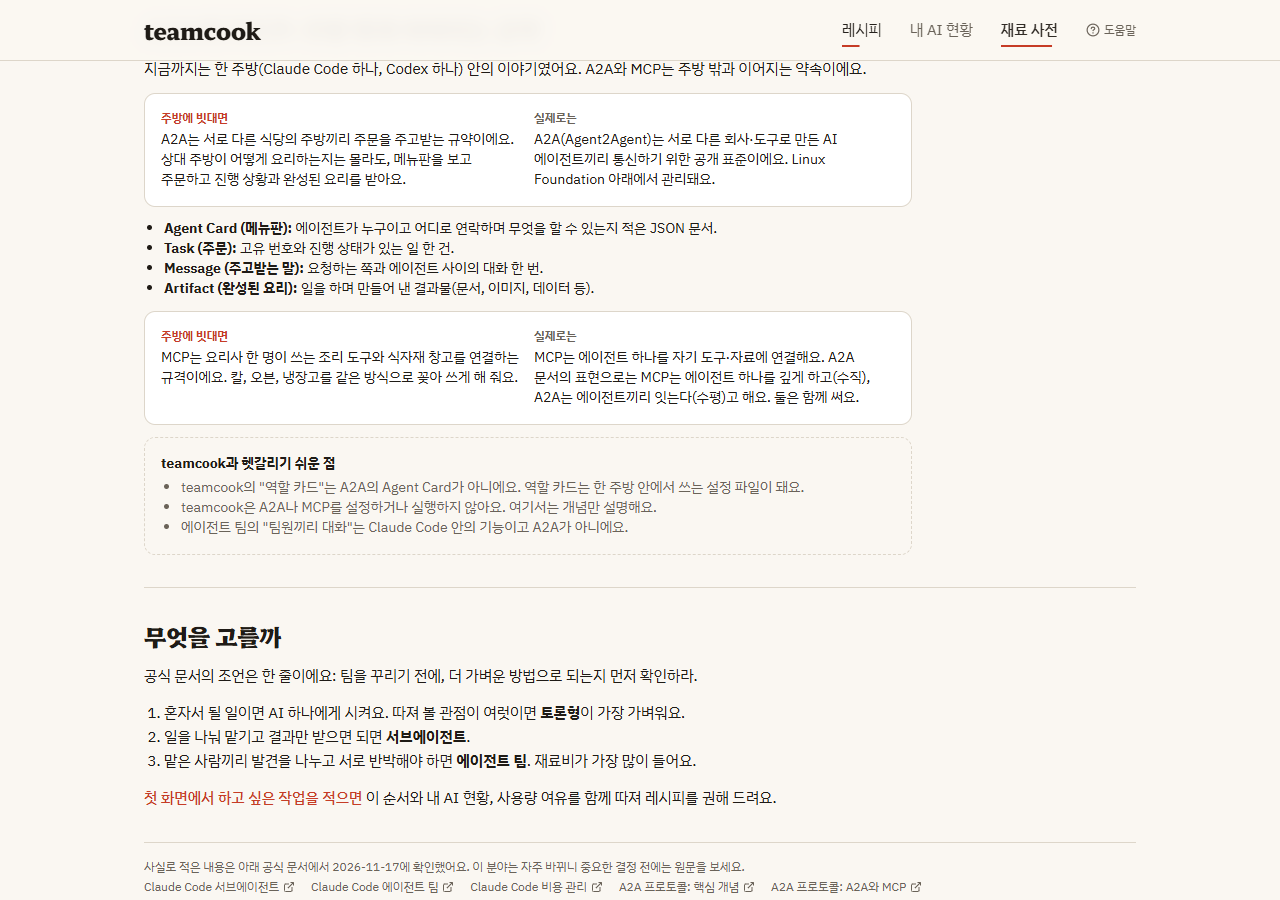 teamcook
레시피
내 AI 현황
재료 사전
도움말
지금까지는 한 주방(Claude Code 하나, Codex 하나) 안의 이야기였어요. A2A와 MCP는 주방 밖과 이어지는 약속이에요.
주방에 빗대면
A2A는 서로 다른 식당의 주방끼리 주문을 주고받는 규약이에요.
상대 주방이 어떻게 요리하는지는 몰라도, 메뉴판을 보고
주문하고 진행 상황과 완성된 요리를 받아요.
실제로는
A2A(Agent2Agent)는 서로 다른 회사·도구로 만든 AI
에이전트끼리 통신하기 위한 공개 표준이에요. Linux
Foundation 아래에서 관리돼요.
• Agent Card (메뉴판): 에이전트가 누구이고 어디로 연락하며 무엇을 할 수 있는지 적은 JSON 문서.
• Task (주문): 고유 번호와 진행 상태가 있는 일 한 건.
• Message (주고받는 말): 요청하는 쪽과 에이전트 사이의 대화 한 번.
• Artifact (완성된 요리): 일을 하며 만들어 낸 결과물(문서, 이미지, 데이터 등).
주방에 빗대면
MCP는 요리사 한 명이 쓰는 조리 도구와 식자재 창고를 연결하는
규격이에요. 칼, 오븐, 냉장고를 같은 방식으로 꽂아 쓰게 해 줘요.
실제로는
MCP는 에이전트 하나를 자기 도구·자료에 연결해요. A2A
문서의 표현으로는 MCP는 에이전트 하나를 깊게 하고(수직),
A2A는 에이전트끼리 잇는다(수평)고 해요. 둘은 함께 써요.
teamcook과 헷갈리기 쉬운 점
• teamcook의 "역할 카드"는 A2A의 Agent Card가 아니에요. 역할 카드는 한 주방 안에서 쓰는 설정 파일이 돼요.
• teamcook은 A2A나 MCP를 설정하거나 실행하지 않아요. 여기서는 개념만 설명해요.
• 에이전트 팀의 "팀원끼리 대화"는 Claude Code 안의 기능이고 A2A가 아니에요.
무엇을 고를까
공식 문서의 조언은 한 줄이에요: 팀을 꾸리기 전에, 더 가벼운 방법으로 되는지 먼저 확인하라.
1. 혼자서 될 일이면 AI 하나에게 시켜요. 따져 볼 관점이 여럿이면 토론형이 가장 가벼워요.
2. 일을 나눠 맡기고 결과만 받으면 되면 서브에이전트.
3. 맡은 사람끼리 발견을 나누고 서로 반박해야 하면 에이전트 팀. 재료비가 가장 많이 들어요.
첫 화면에서 하고 싶은 작업을 적으면 이 순서와 내 AI 현황, 사용량 여유를 함께 따져 레시피를 권해 드려요.
사실로 적은 내용은 아래 공식 문서에서 2026-11-17에 확인했어요. 이 분야는 자주 바뀌니 중요한 결정 전에는 원문을 보세요.
Claude Code 서브에이전트
Claude Code 에이전트 팀
Claude Code 비용 관리
A2A 프로토콜: 핵심 개념
A2A 프로토콜: A2A와 MCP